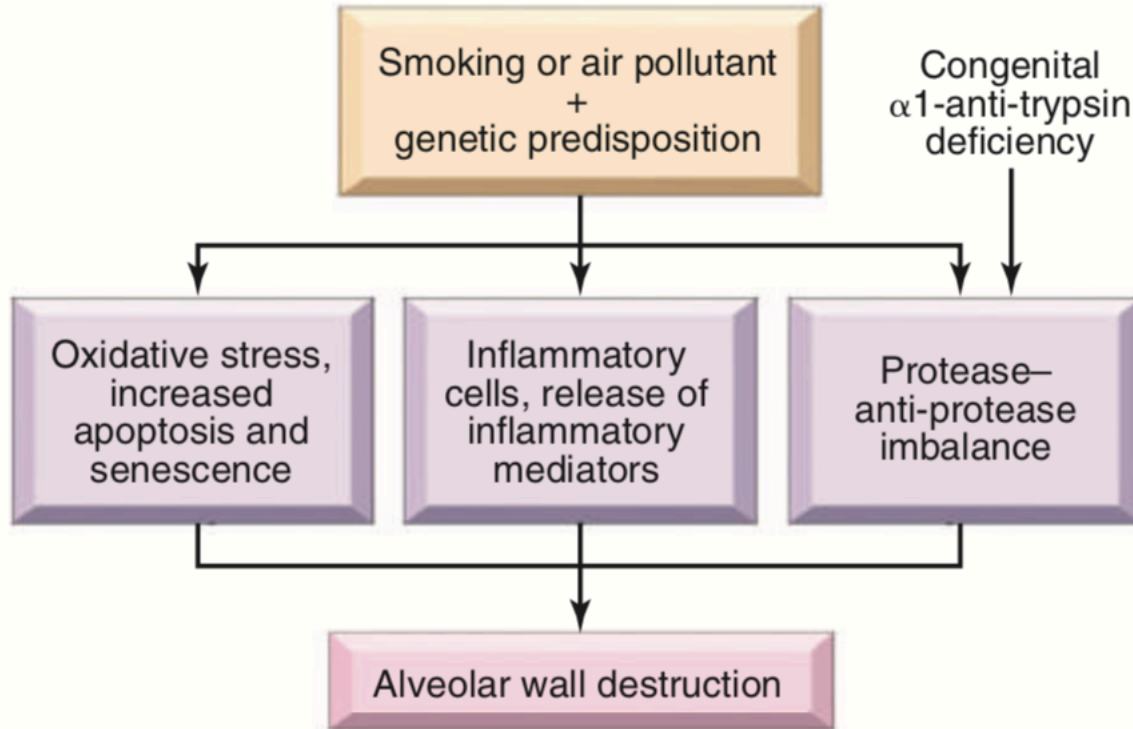 Smoking or air pollutant
+
genetic predisposition
Congenital
α1-anti-trypsin
deficiency
Oxidative stress,
increased
apoptosis and
senescence
Inflammatory
cells, release of
inflammatory
mediators
Protease–
anti-protease
imbalance
Alveolar wall destruction